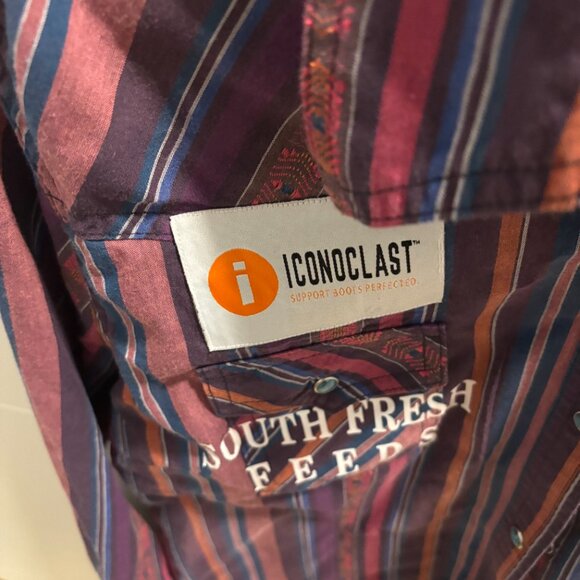 i ICONOCLAST™
SUPPORT BOOTS PERFECTED.
SOUTH FRESH
FEEDS